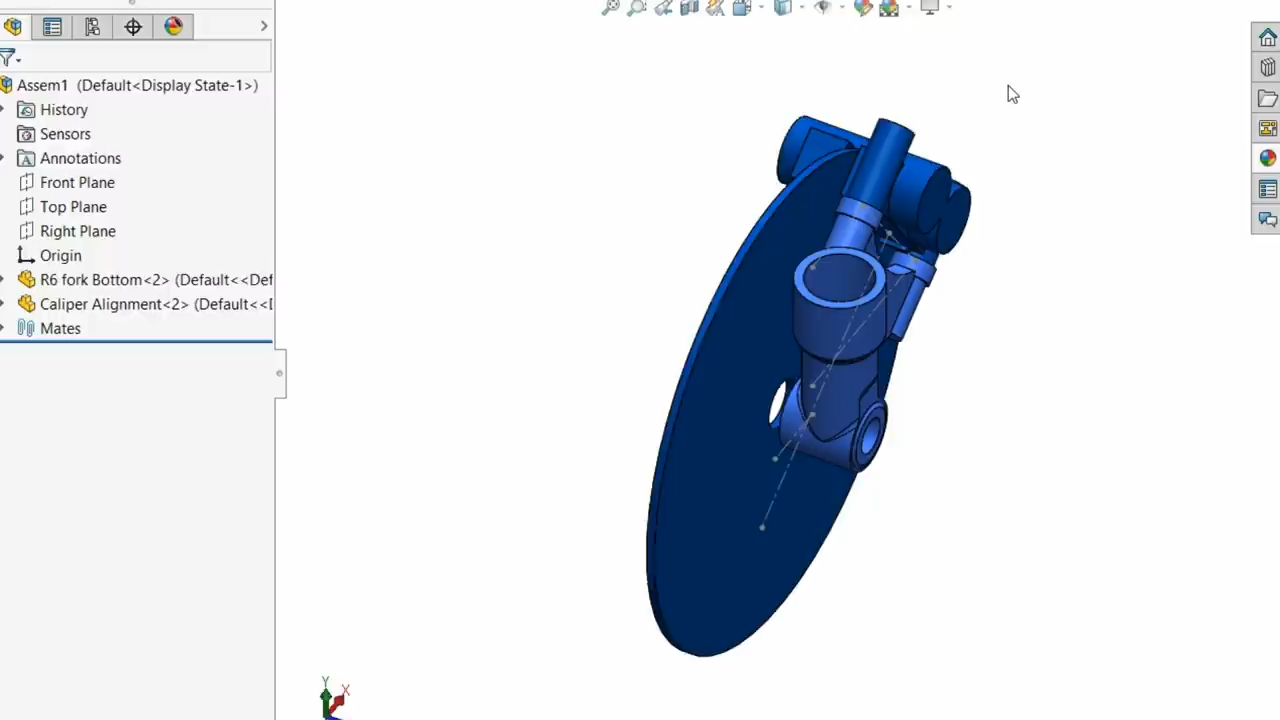 Assem1 (Default<Display State-1>)
History
Sensors
A Annotations
Front Plane
Top Plane
Right Plane
Origin
R6 fork Bottom<2> (Default<<Def
Caliper Alignment<2> (Default<<D
Mates
Y
X